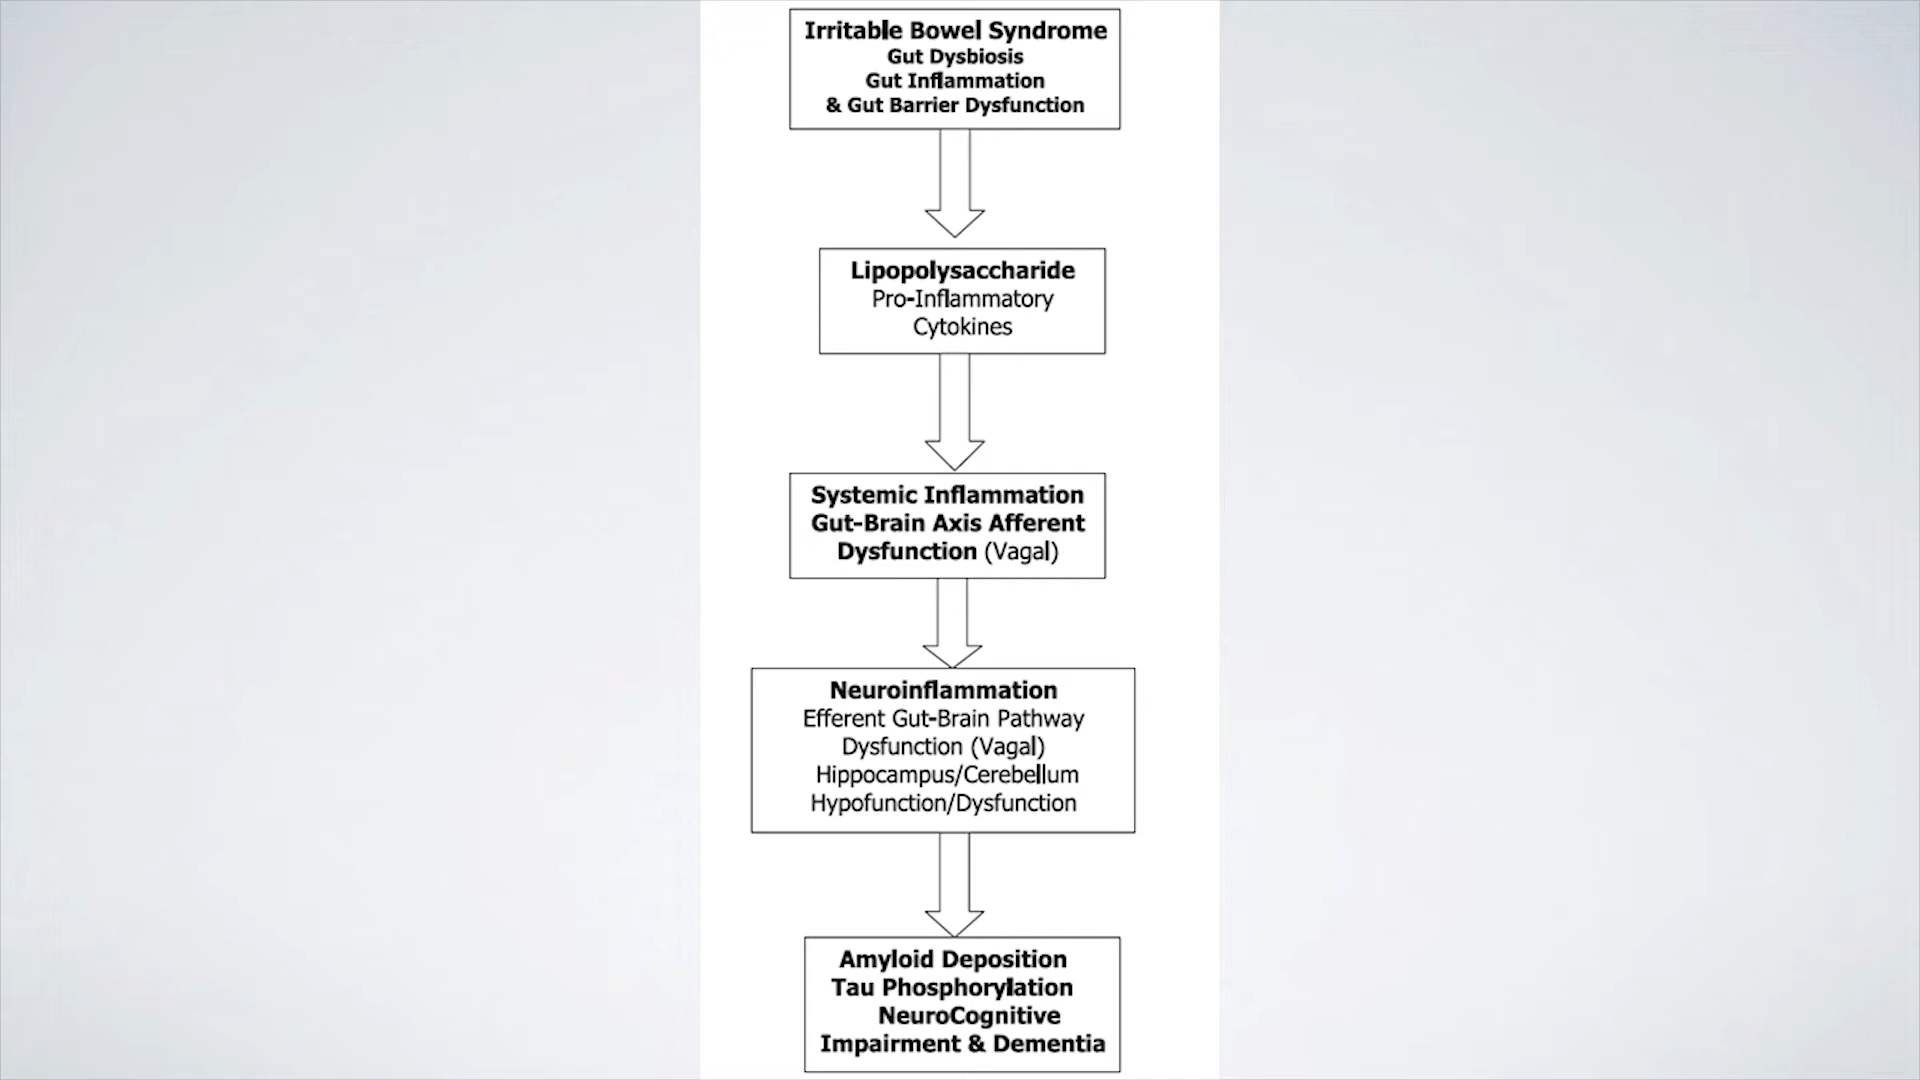 Irritable Bowel Syndrome
Gut Dysbiosis
Gut Inflammation
& Gut Barrier Dysfunction
Lipopolysaccharide
Pro-Inflammatory
Cytokines
Systemic Inflammation
Gut-Brain Axis Afferent
Dysfunction (Vagal)
Neuroinflammation
Efferent Gut-Brain Pathway
Dysfunction (Vagal)
Hippocampus/Cerebellum
Hypofunction/Dysfunction
Amyloid Deposition
Tau Phosphorylation
NeuroCognitive
Impairment & Dementia